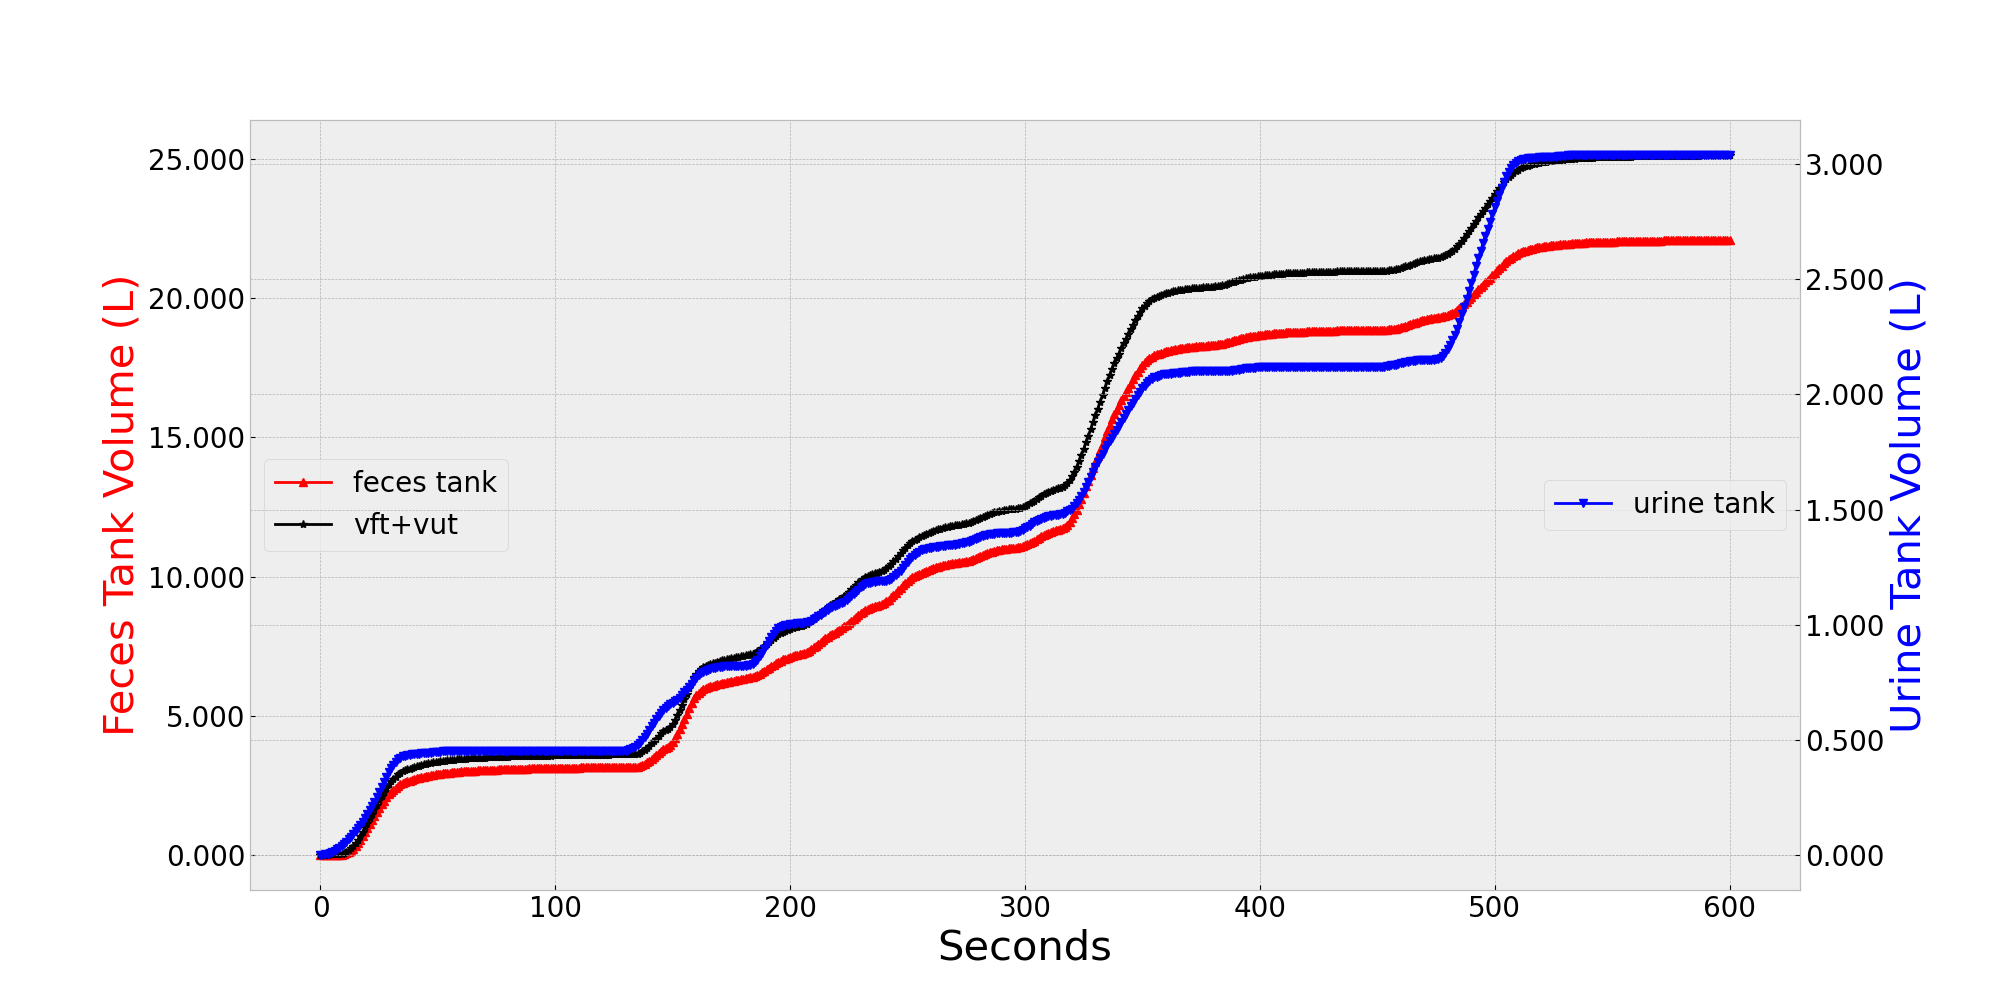 25.000
20.000
15.000
10.000
5.000
0.000
Feces Tank Volume (L)
feces tank
vft+vut
urine tank
3.000
2.500
2.000
1.500
1.000
0.500
0.000
Urine Tank Volume (L)
0 100 200 300 400 500 600
Seconds